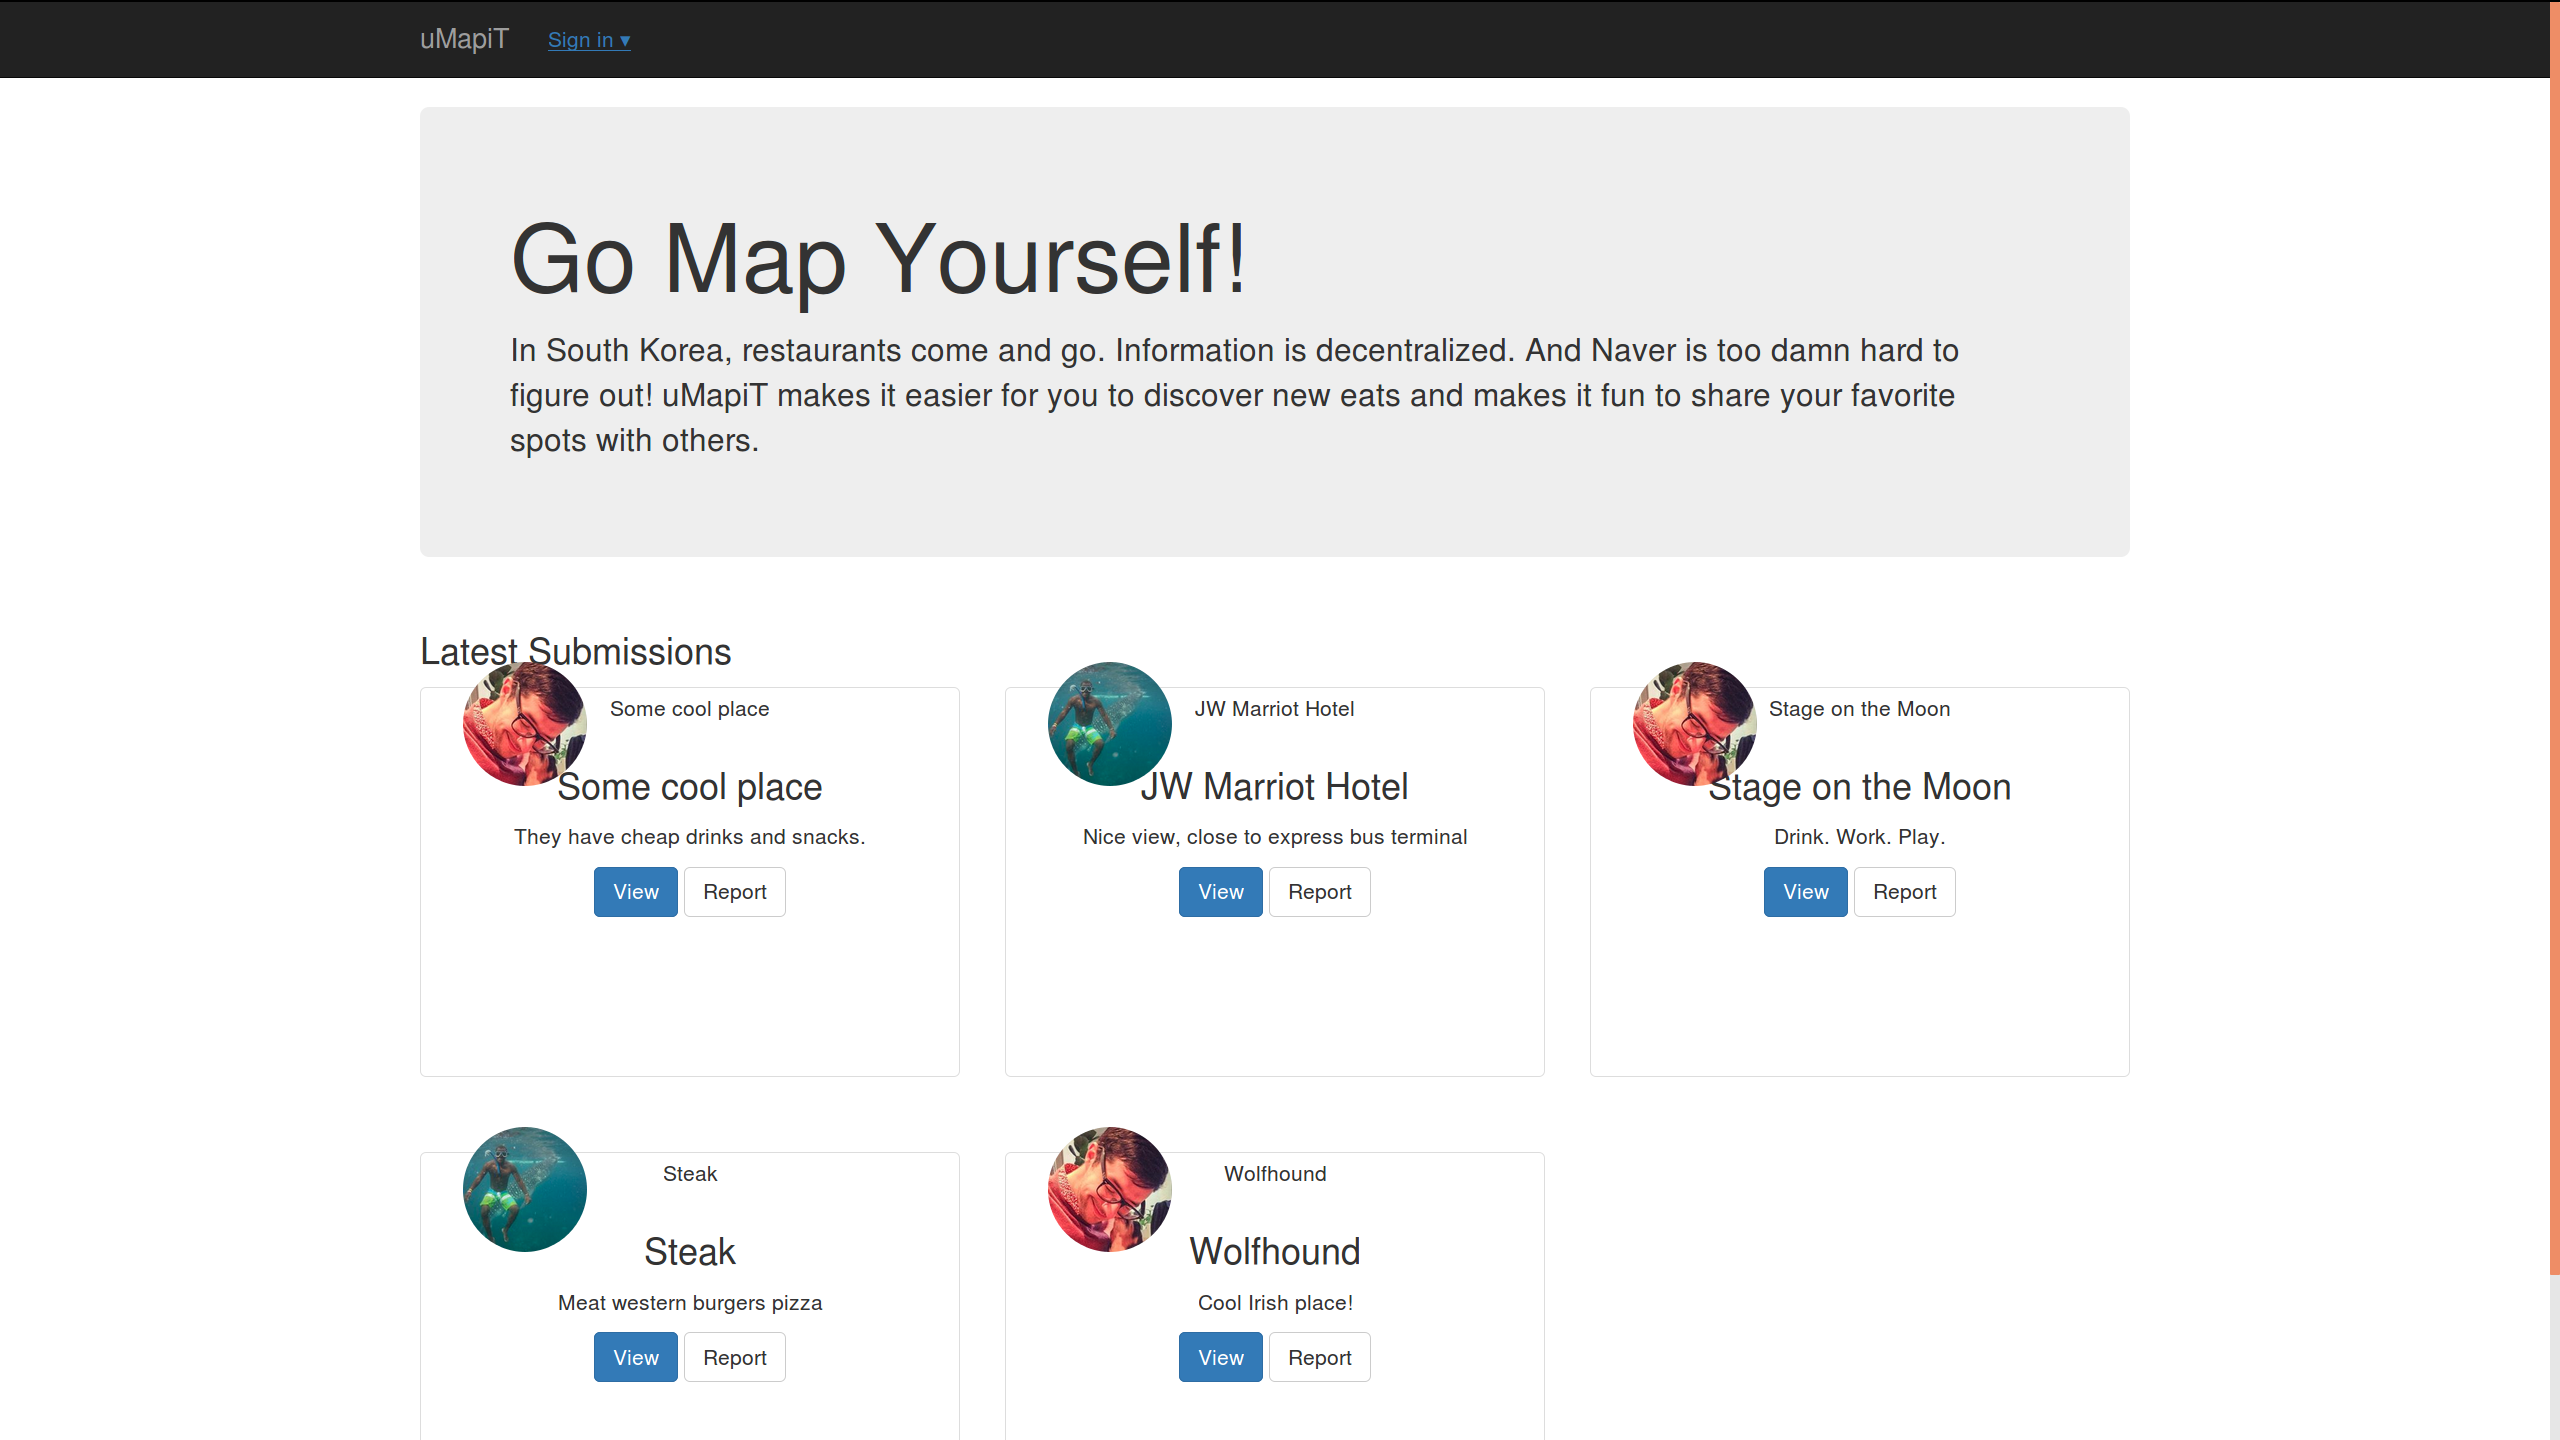 uMapiT
Sign in ▾
Go Map Yourself!
In South Korea, restaurants come and go. Information is decentralized. And Naver is too damn hard to
figure out! uMapiT makes it easier for you to discover new eats and makes it fun to share your favorite
spots with others.
Latest Submissions
Some cool place
Some cool place
They have cheap drinks and snacks.
View Report
JW Marriot Hotel
JW Marriot Hotel
Nice view, close to express bus terminal
View Report
Stage on the Moon
Stage on the Moon
Drink. Work. Play.
View Report
Steak
Steak
Meat western burgers pizza
View Report
Wolfhound
Wolfhound
Cool Irish place!
View Report